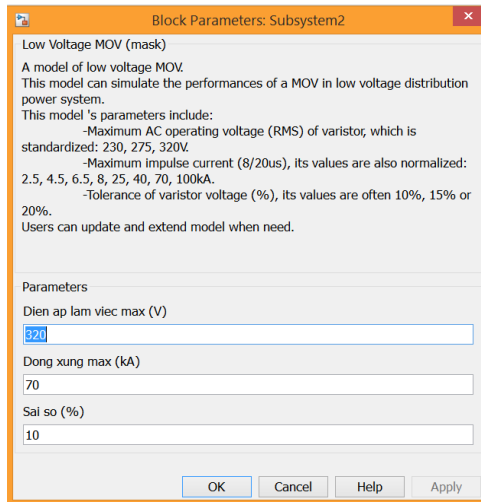 Block Parameters: Subsystem2
Low Voltage MOV (mask)
A model of low voltage MOV.
This model can simulate the performances of a MOV in low voltage distribution
power system.
This model 's parameters include:
-Maximum AC operating voltage (RMS) of varistor, which is
standardized: 230, 275, 320V.
-Maximum impulse current (8/20us), its values are also normalized:
2.5, 4.5, 6.5, 8, 25, 40, 70, 100kA.
-Tolerance of varistor voltage (%), its values are often 10%, 15% or
20%.
Users can update and extend model when need.
Parameters
Dien ap lam viec max (V)
320
Dong xung max (kA)
70
Sai so (%)
10
OK Cancel Help Apply